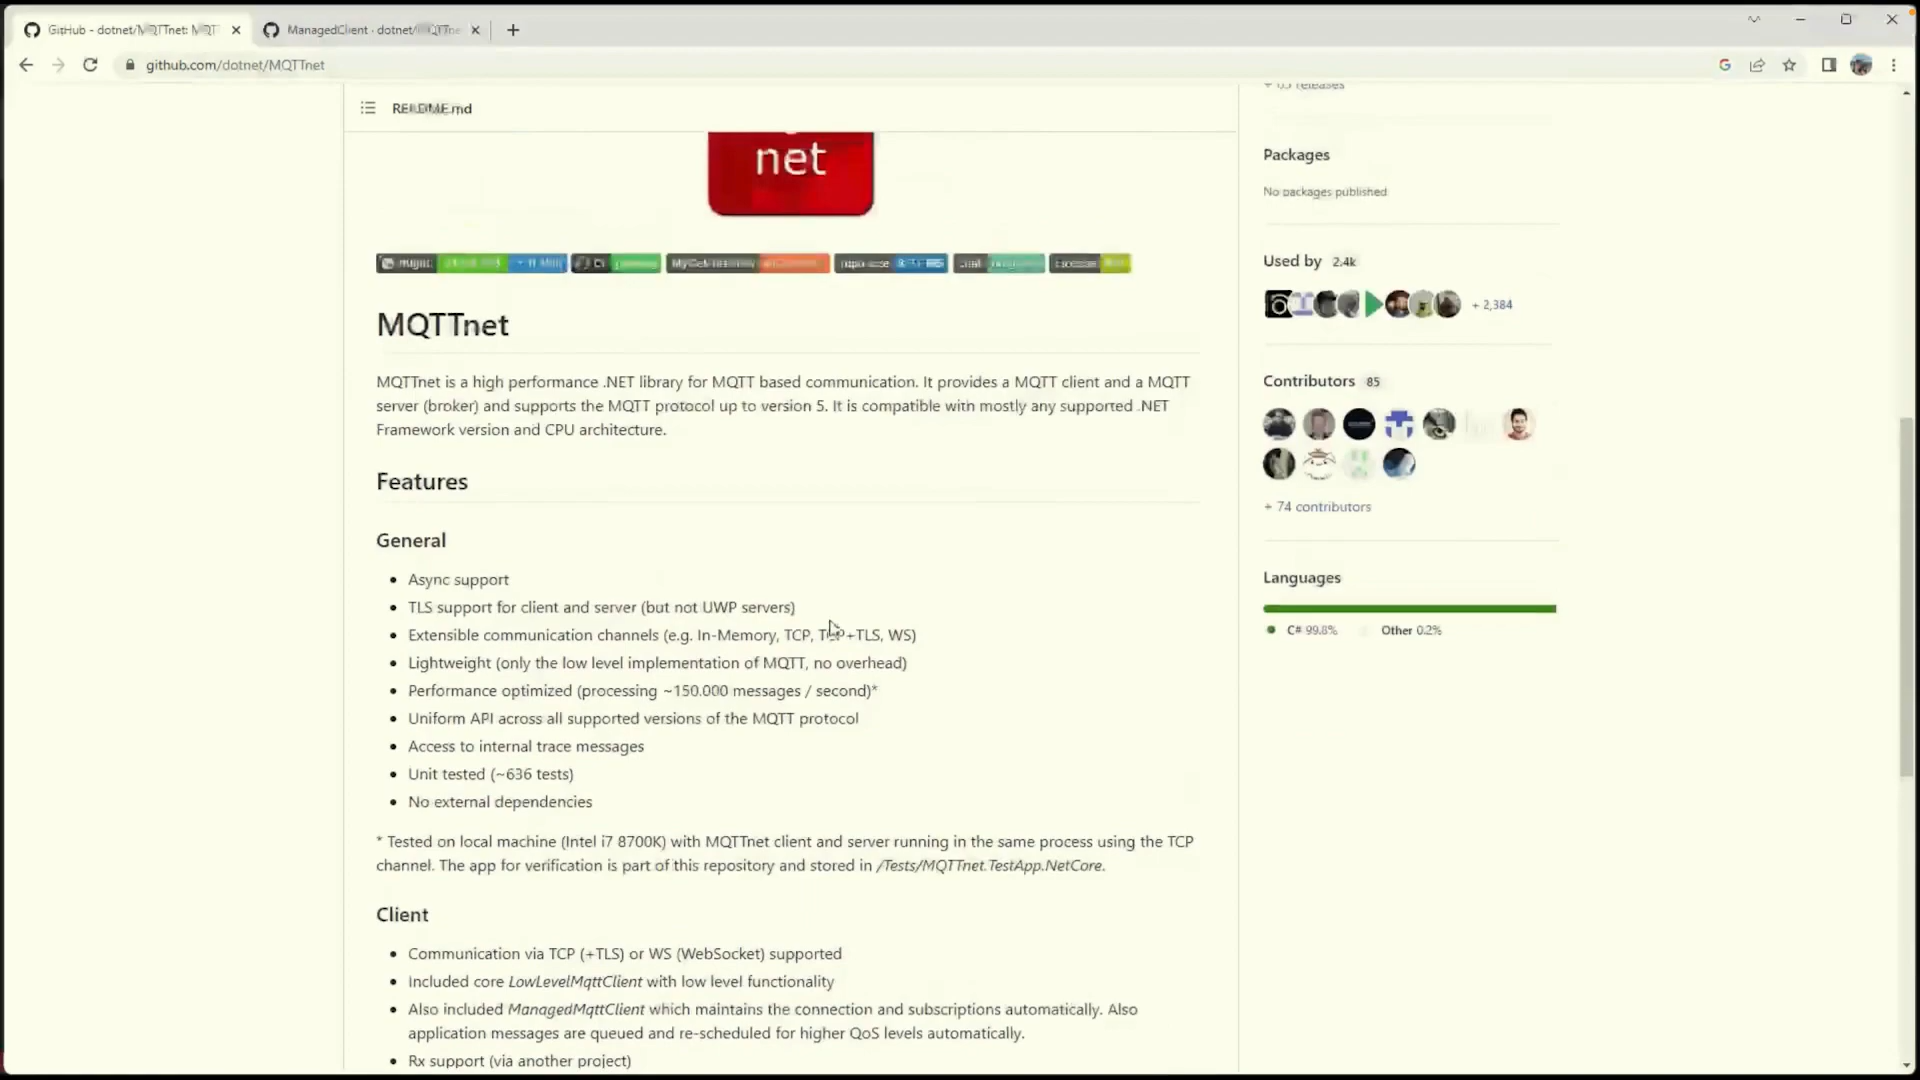 GitHub - dotnet/MQTTnet: MQT
ManagedClient · dotnet/MQTTne
github.com/dotnet/MQTTnet
README.md
net
nuget
MQTTnet
MQTTnet is a high performance .NET library for MQTT based communication. It provides a MQTT client and a MQTT
server (broker) and supports the MQTT protocol up to version 5. It is compatible with mostly any supported .NET
Framework version and CPU architecture.
Features
General
• Async support
• TLS support for client and server (but not UWP servers)
• Extensible communication channels (e.g. In-Memory, TCP, TCP+TLS, WS)
• Lightweight (only the low level implementation of MQTT, no overhead)
• Performance optimized (processing ~150.000 messages / second)*
• Uniform API across all supported versions of the MQTT protocol
• Access to internal trace messages
• Unit tested (~636 tests)
• No external dependencies
* Tested on local machine (Intel i7 8700K) with MQTTnet client and server running in the same process using the TCP
channel. The app for verification is part of this repository and stored in /Tests/MQTTnet.TestApp.NetCore.
Client
• Communication via TCP (+TLS) or WS (WebSocket) supported
• Included core LowLevelMqttClient with low level functionality
• Also included ManagedMqttClient which maintains the connection and subscriptions automatically. Also
application messages are queued and re-scheduled for higher QoS levels automatically.
• Rx support (via another project)
releases
Packages
No packages published
Used by 2.4k
+ 2,384
Contributors 85
+ 74 contributors
Languages
C# 99.8% Other 0.2%